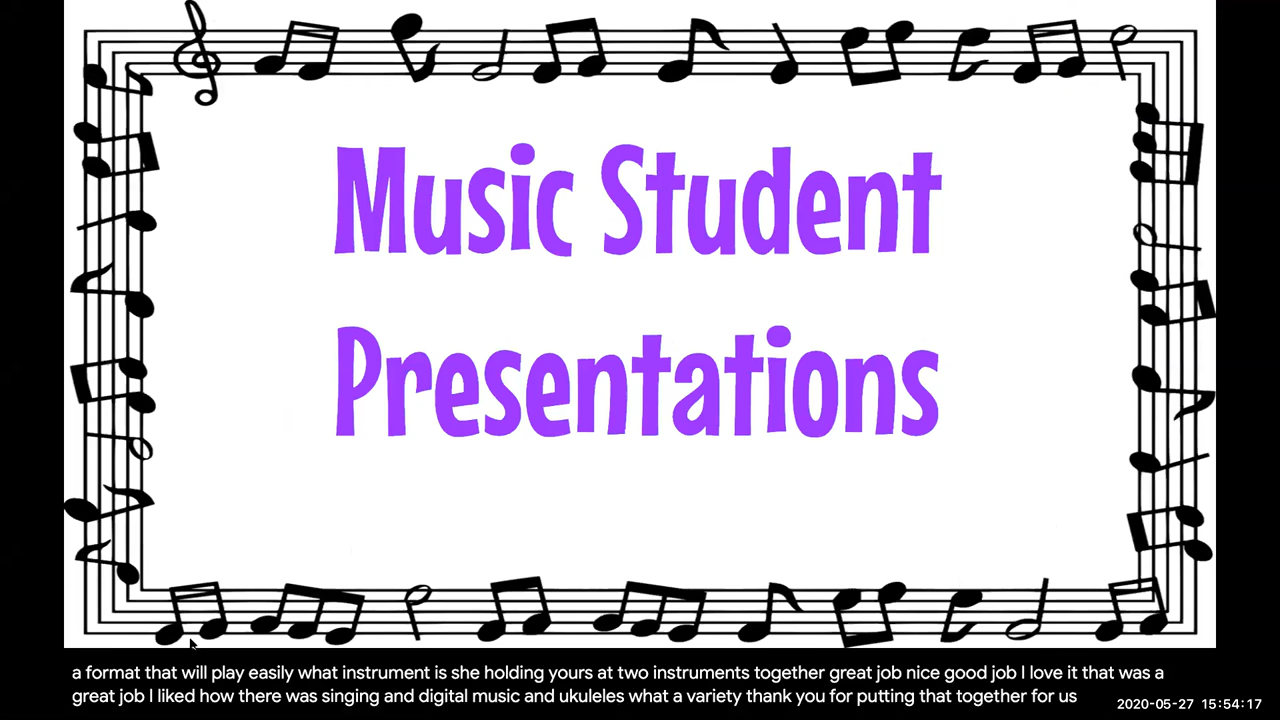 Music Student
Presentations
a format that will play easily what instrument is she holding yours at two instruments together great job nice good job I love it that was a
great job I liked how there was singing and digital music and ukuleles what a variety thank you for putting that together for us
2020-05-27 15:54:17